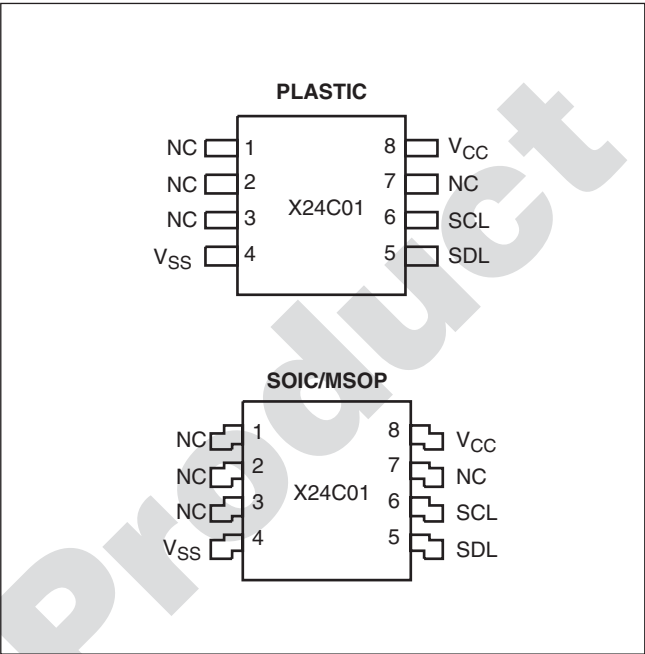 PLASTIC
NC 1 8 VCC
NC 2 7 NC
X24C01
NC 3 6 SCL
VSS 4 5 SDL
SOIC/MSOP
NC 1 8 VCC
NC 2 7 NC
X24C01
NC 3 6 SCL
VSS 4 5 SDL
Product